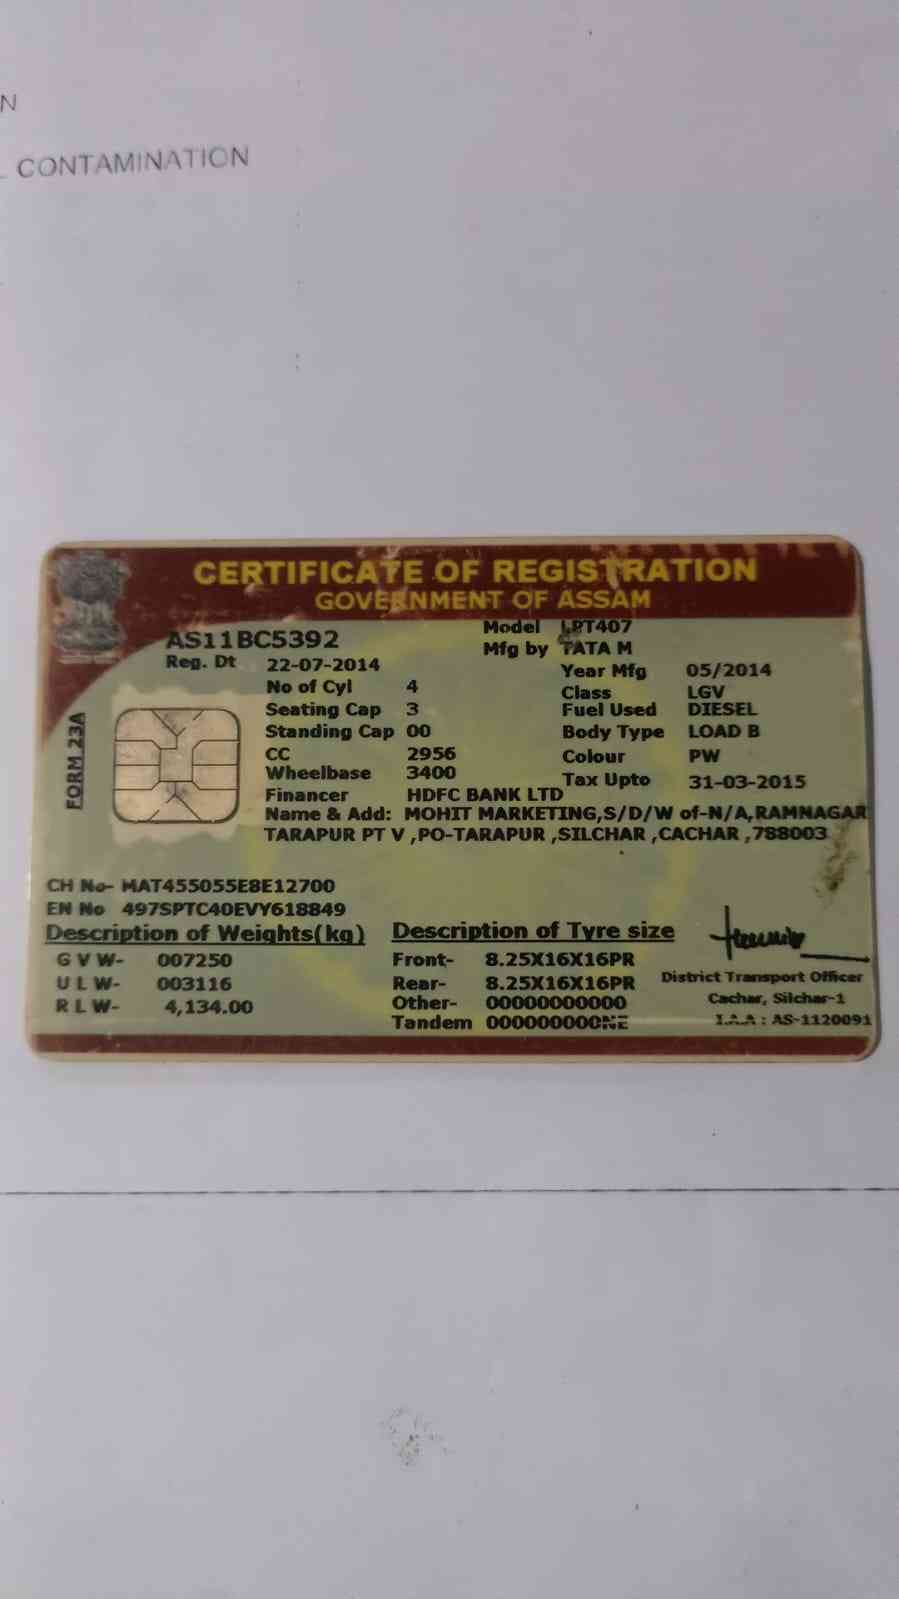 N
L CONTAMINATION
CERTIFICATE OF REGISTRATION
GOVERNMENT OF ASSAM
AS11BC5392
Model LPT407
Reg. Dt 22-07-2014
Mfg by TATA M
Year Mfg 05/2014
No of Cyl 4
Class LGV
Seating Cap 3
Fuel Used DIESEL
Standing Cap 00
Body Type LOAD B
CC 2956
Colour PW
Wheelbase 3400
Tax Upto 31-03-2015
Financer HDFC BANK LTD
Name & Add: MOHIT MARKETING,S/D/W of-N/A,RAMNAGAR
TARAPUR PT V ,PO-TARAPUR ,SILCHAR ,CACHAR ,788003
FORM 23A
CH No- MAT455055E8E12700
EN No 497SPTC40EVY618849
Description of Weights(kg)
G V W- 007250
U L W- 003116
R L W- 4,134.00
Description of Tyre size
Front- 8.25X16X16PR
Rear- 8.25X16X16PR
Other- 00000000000
Tandem 000000000NE
District Transport Officer
Cachar, Silchar-1
I.A.A : AS-1120091